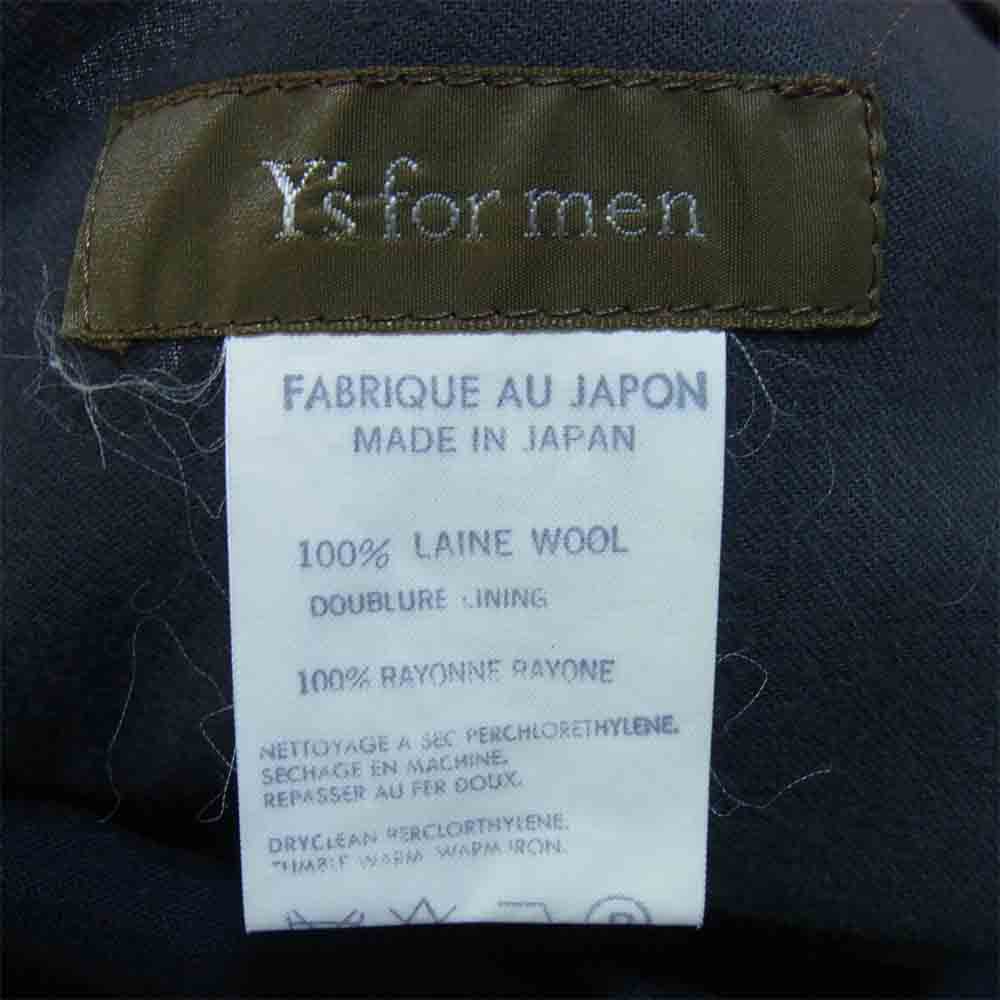 Y's for men
FABRIQUE AU JAPON
MADE IN JAPAN
100% LAINE WOOL
DOUBLURE LINING
100% RAYONNE RAYONE
NETTOYAGE A SEC PERCHLORETHYLENE.
SECHAGE EN MACHINE.
REPASSER AU FER DOUX.
DRYCLEAN PERCLORTHYLENE.
TUMBLE WARM. WARM IRON.
P